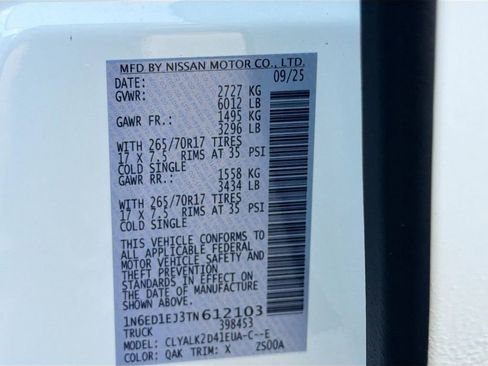 MFD BY NISSAN MOTOR CO., LTD.
DATE: 09/25
GVWR: 2727 KG
6012 LB
GAWR FR.: 1495 KG
3296 LB
WITH 265/70R17 TIRES
17 X 7.5 RIMS AT 35 PSI
COLD SINGLE
GAWR RR.: 1558 KG
3434 LB
WITH 265/70R17 TIRES
17 X 7.5 RIMS AT 35 PSI
COLD SINGLE
THIS VEHICLE CONFORMS TO
ALL APPLICABLE FEDERAL
MOTOR VEHICLE SAFETY AND
THEFT PREVENTION
STANDARDS IN EFFECT ON
THE DATE OF MANUFACTURE
SHOWN ABOVE.
1N6ED1EJ3TN612103
TRUCK 398453
MODEL: CLYALK2D41EUA-C--E
COLOR: QAK TRIM: X 2S00A